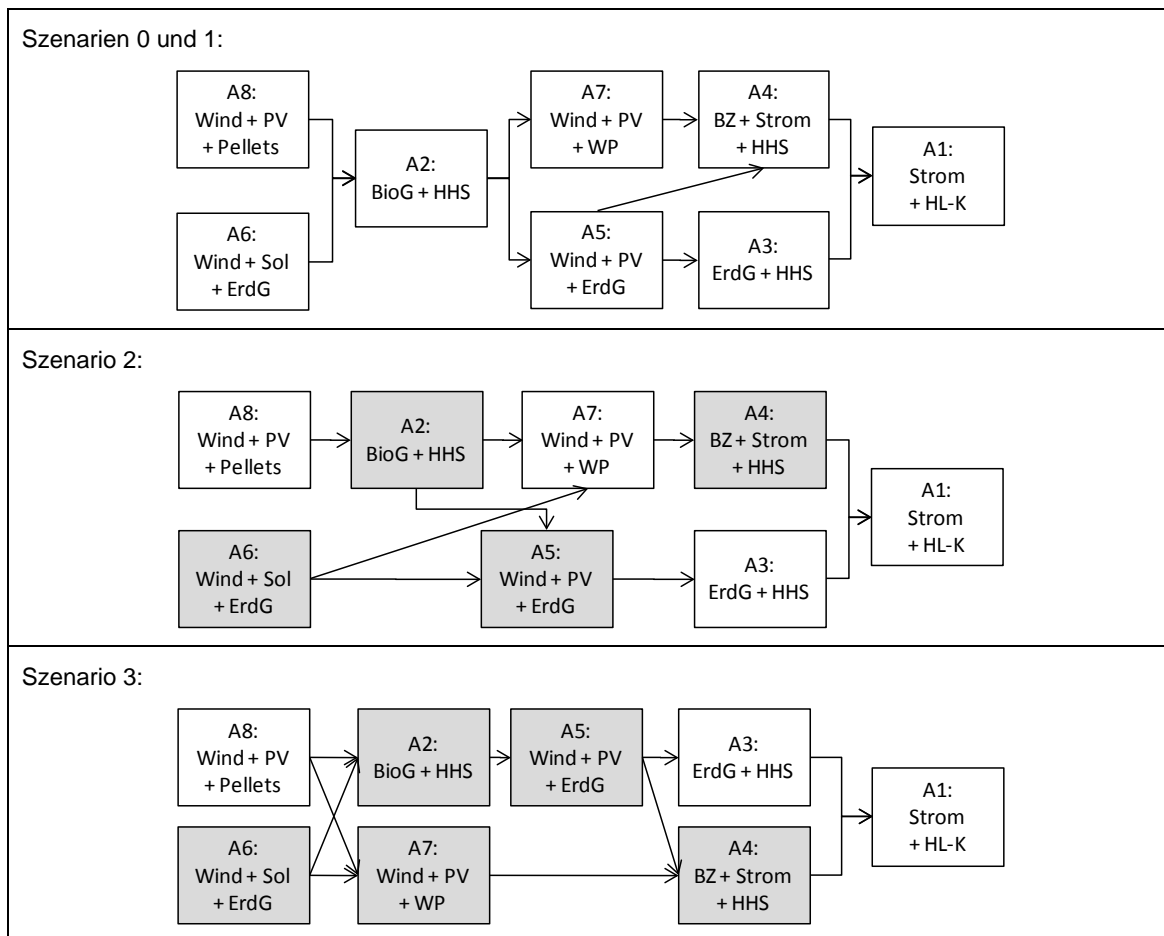 Szenarien 0 und 1:
A8:
Wind + PV
+ Pellets
A6:
Wind + Sol
+ ErdG
A2:
BioG + HHS
A7:
Wind + PV
+ WP
A5:
Wind + PV
+ ErdG
A4:
BZ + Strom
+ HHS
A3:
ErdG + HHS
A1:
Strom
+ HL-K
Szenario 2:
A8:
Wind + PV
+ Pellets
A6:
Wind + Sol
+ ErdG
A2:
BioG + HHS
A7:
Wind + PV
+ WP
A5:
Wind + PV
+ ErdG
A4:
BZ + Strom
+ HHS
A3:
ErdG + HHS
A1:
Strom
+ HL-K
Szenario 3:
A8:
Wind + PV
+ Pellets
A6:
Wind + Sol
+ ErdG
A2:
BioG + HHS
A7:
Wind + PV
+ WP
A5:
Wind + PV
+ ErdG
A3:
ErdG + HHS
A4:
BZ + Strom
+ HHS
A1:
Strom
+ HL-K